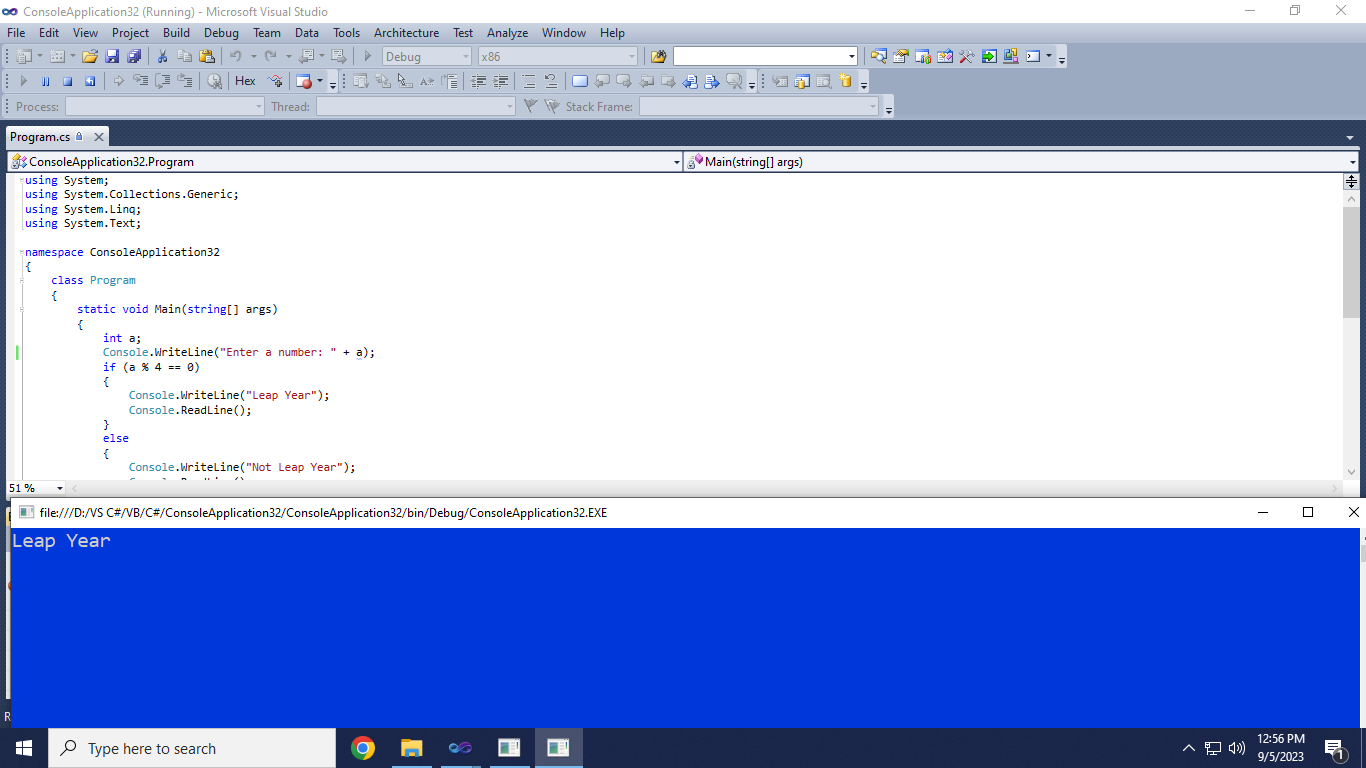 ConsoleApplication32 (Running) - Microsoft Visual Studio
File Edit View Project Build Debug Team Data Tools Architecture Test Analyze Window Help
Debug x86
Hex
Process: Thread: Stack Frame:
Program.cs
ConsoleApplication32.Program Main(string[] args)
using System;
using System.Collections.Generic;
using System.Linq;
using System.Text;
namespace ConsoleApplication32
{
class Program
{
static void Main(string[] args)
{
int a;
Console.WriteLine("Enter a number: " + a);
if (a % 4 == 0)
{
Console.WriteLine("Leap Year");
Console.ReadLine();
}
else
{
Console.WriteLine("Not Leap Year");
51 %
file:///D:/VS C#/VB/C#/ConsoleApplication32/ConsoleApplication32/bin/Debug/ConsoleApplication32.EXE
Leap Year
Type here to search
12:56 PM
9/5/2023
1